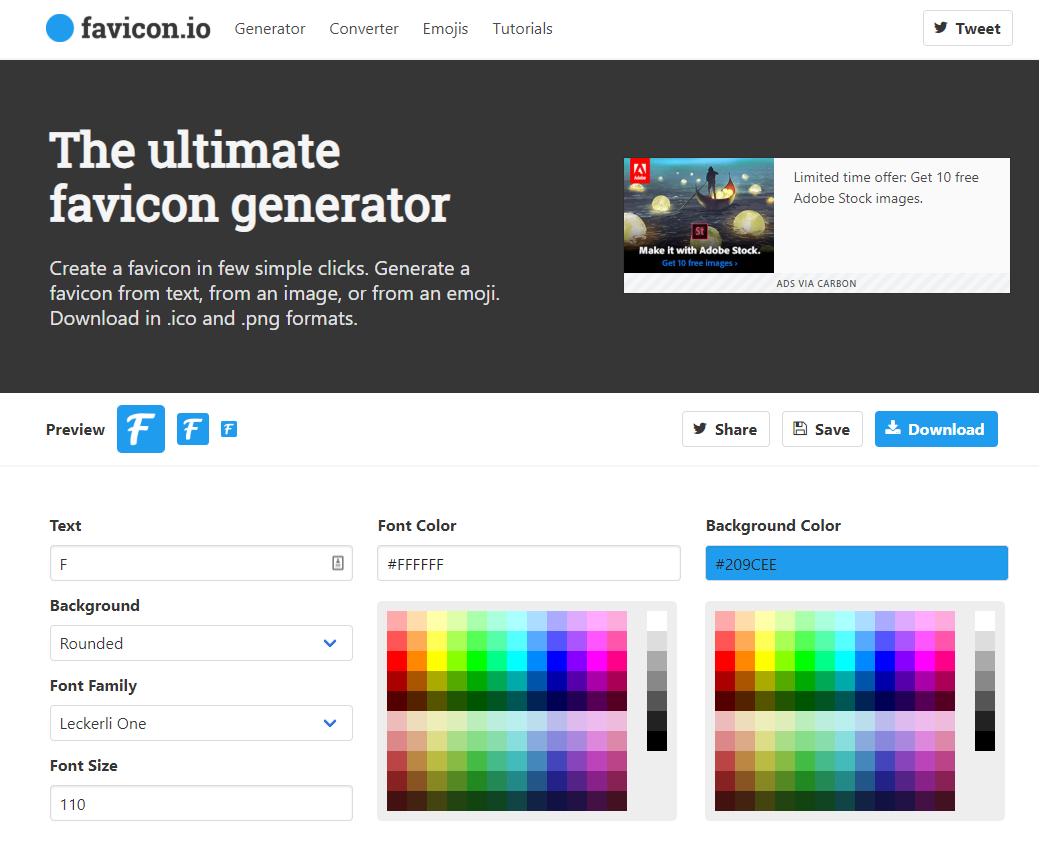 favicon.io
Generator
Converter
Emojis
Tutorials
Tweet
The ultimate
favicon generator
Create a favicon in few simple clicks. Generate a
favicon from text, from an image, or from an emoji.
Download in .ico and .png formats.
Adobe
St
Make it with Adobe Stock.
Get 10 free images ›
Limited time offer: Get 10 free
Adobe Stock images.
ADS VIA CARBON
Preview
F
F
F
Share
Save
Download
Text
F
Background
Rounded
Font Family
Leckerli One
Font Size
110
Font Color
#FFFFFF
Background Color
#209CEE